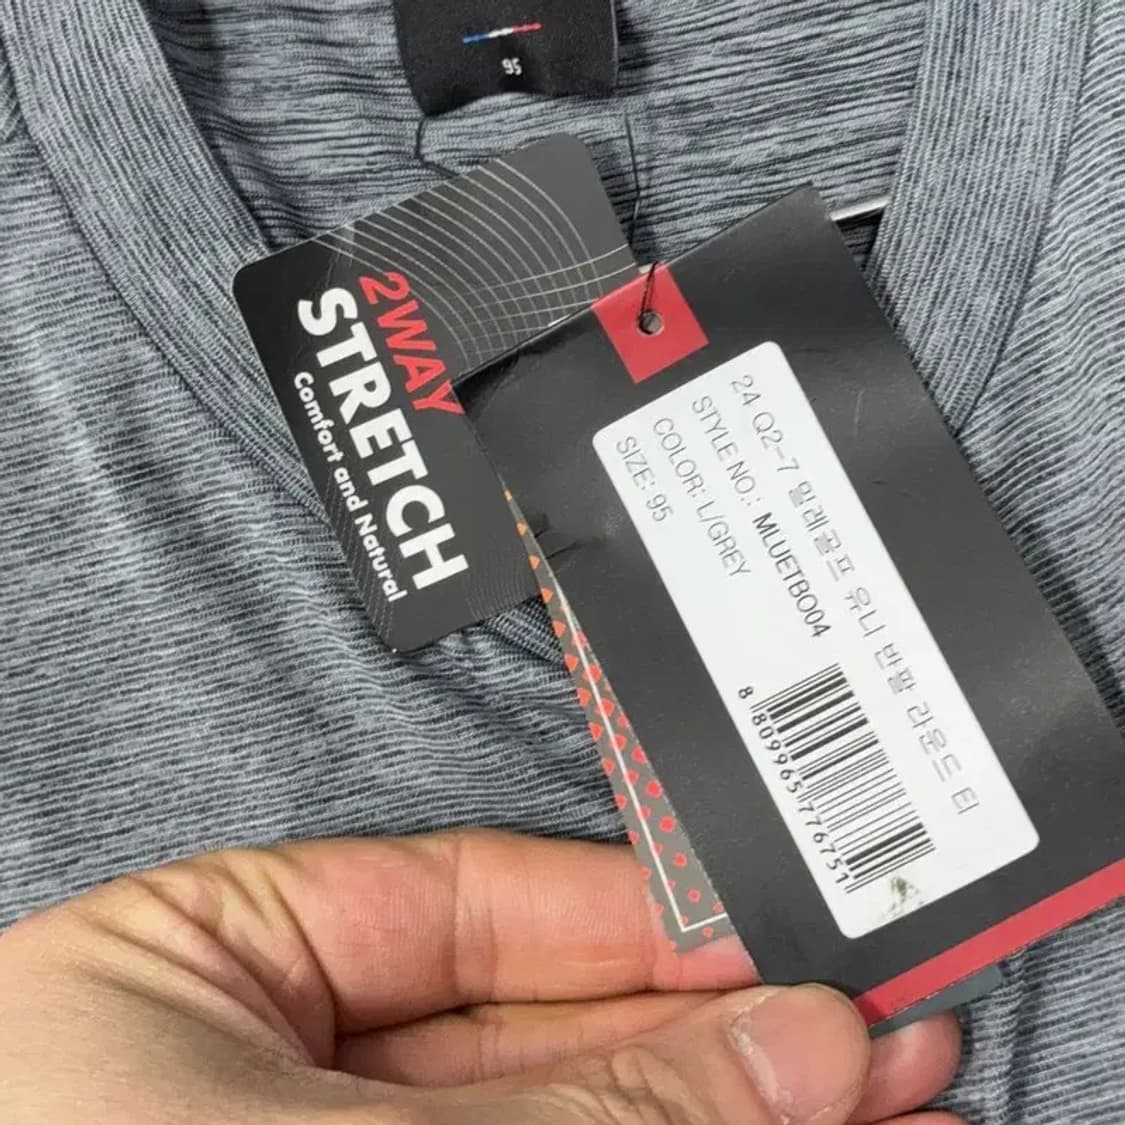 95
2WAY
STRETCH
Comfort and Natural
24 Q2-7 밀레골프 유니 반팔 라운드 티
STYLE NO.: MLUETBO04
COLOR: L/GREY
SIZE: 95
8 809965 776751